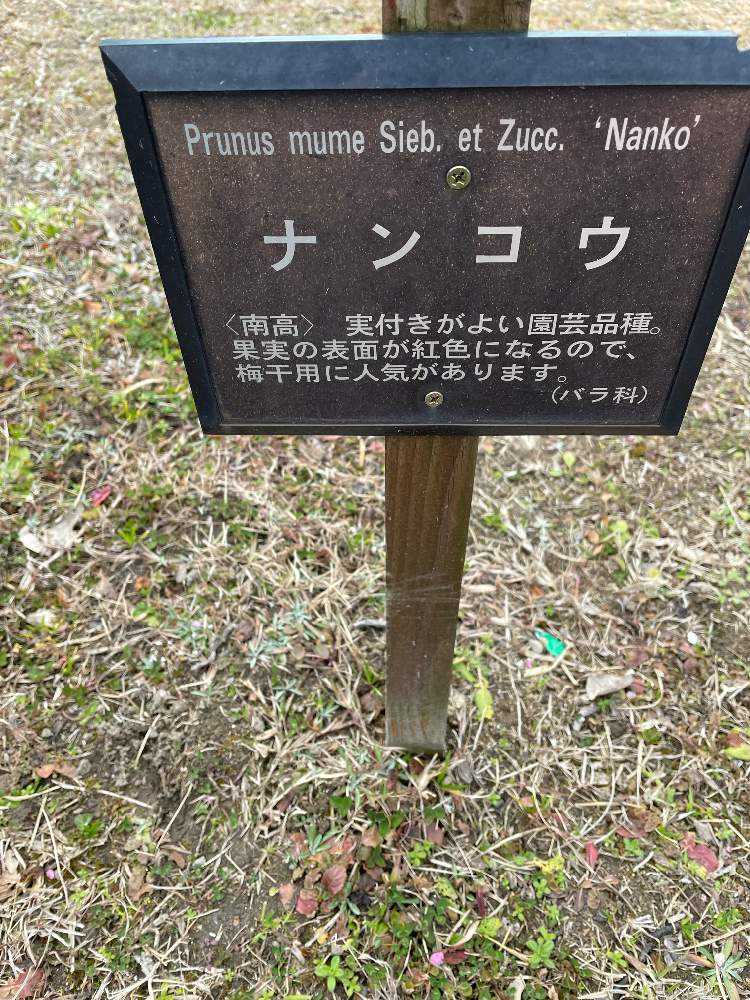 Prunus mume Sieb. et Zucc. ‘Nanko’
ナンコウ
〈南高〉 実付きがよい園芸品種。
果実の表面が紅色になるので、
梅干用に人気があります。
(バラ科)